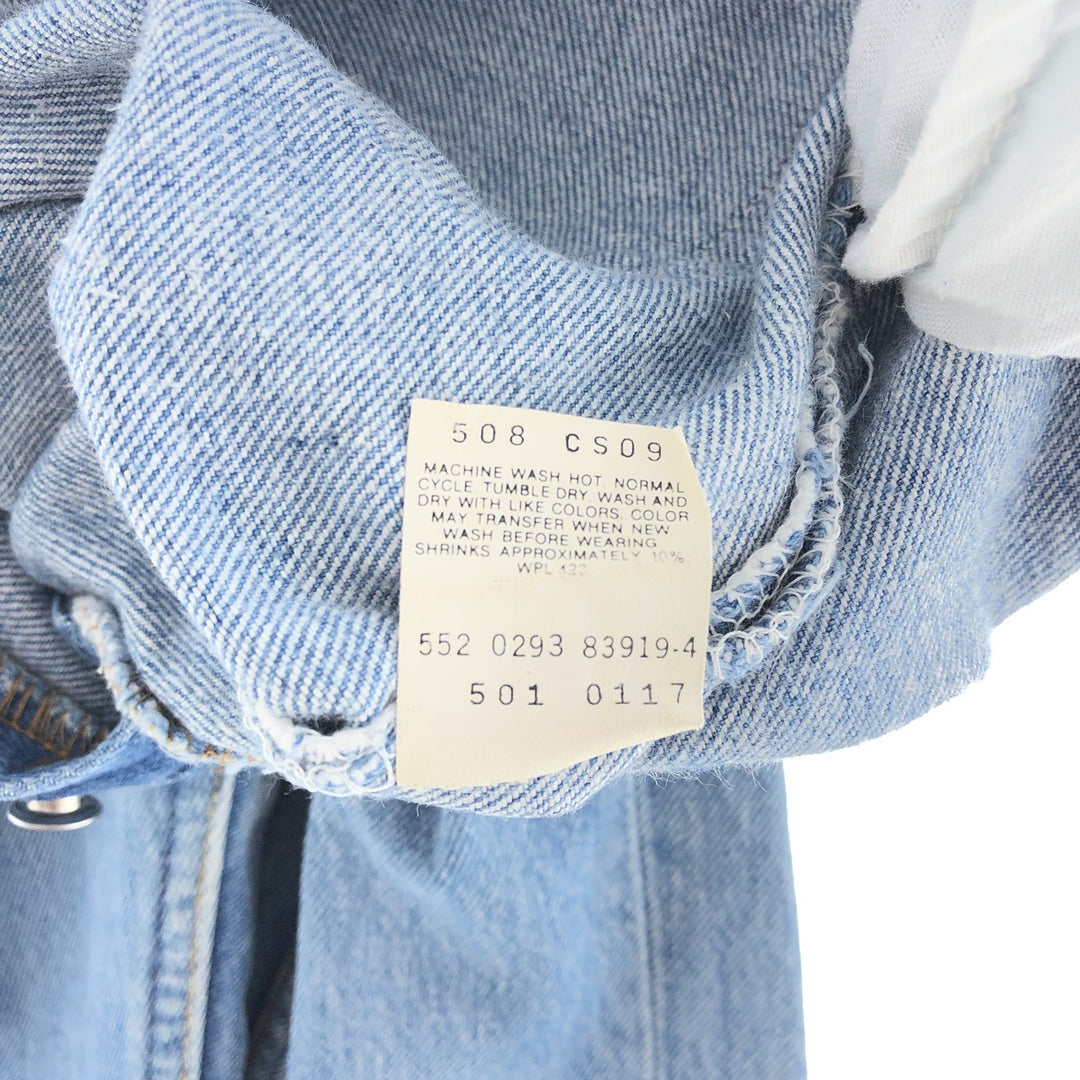 508 CS09
MACHINE WASH HOT. NORMAL
CYCLE. TUMBLE DRY. WASH AND
DRY WITH LIKE COLORS. COLOR
MAY TRANSFER WHEN NEW.
WASH BEFORE WEARING.
SHRINKS APPROXIMATELY 10%.
WPL 423
552 0293 83919-4
501 0117